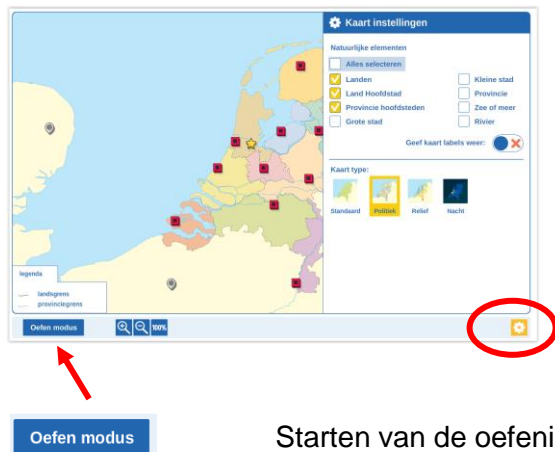 Kaart instellingen
Natuurlijke elementen
Alles selecteren
Landen
Kleine stad
Land Hoofdstad
Provincie
Provincie hoofdsteden
Zee of meer
Grote stad
Rivier
Geef kaart labels weer:
Kaart type:
Standaard
Politiek
Relief
Nacht
legenda
landsgrens
provinciegrens
Oefen modus
100%
Oefen modus
Starten van de oefeni